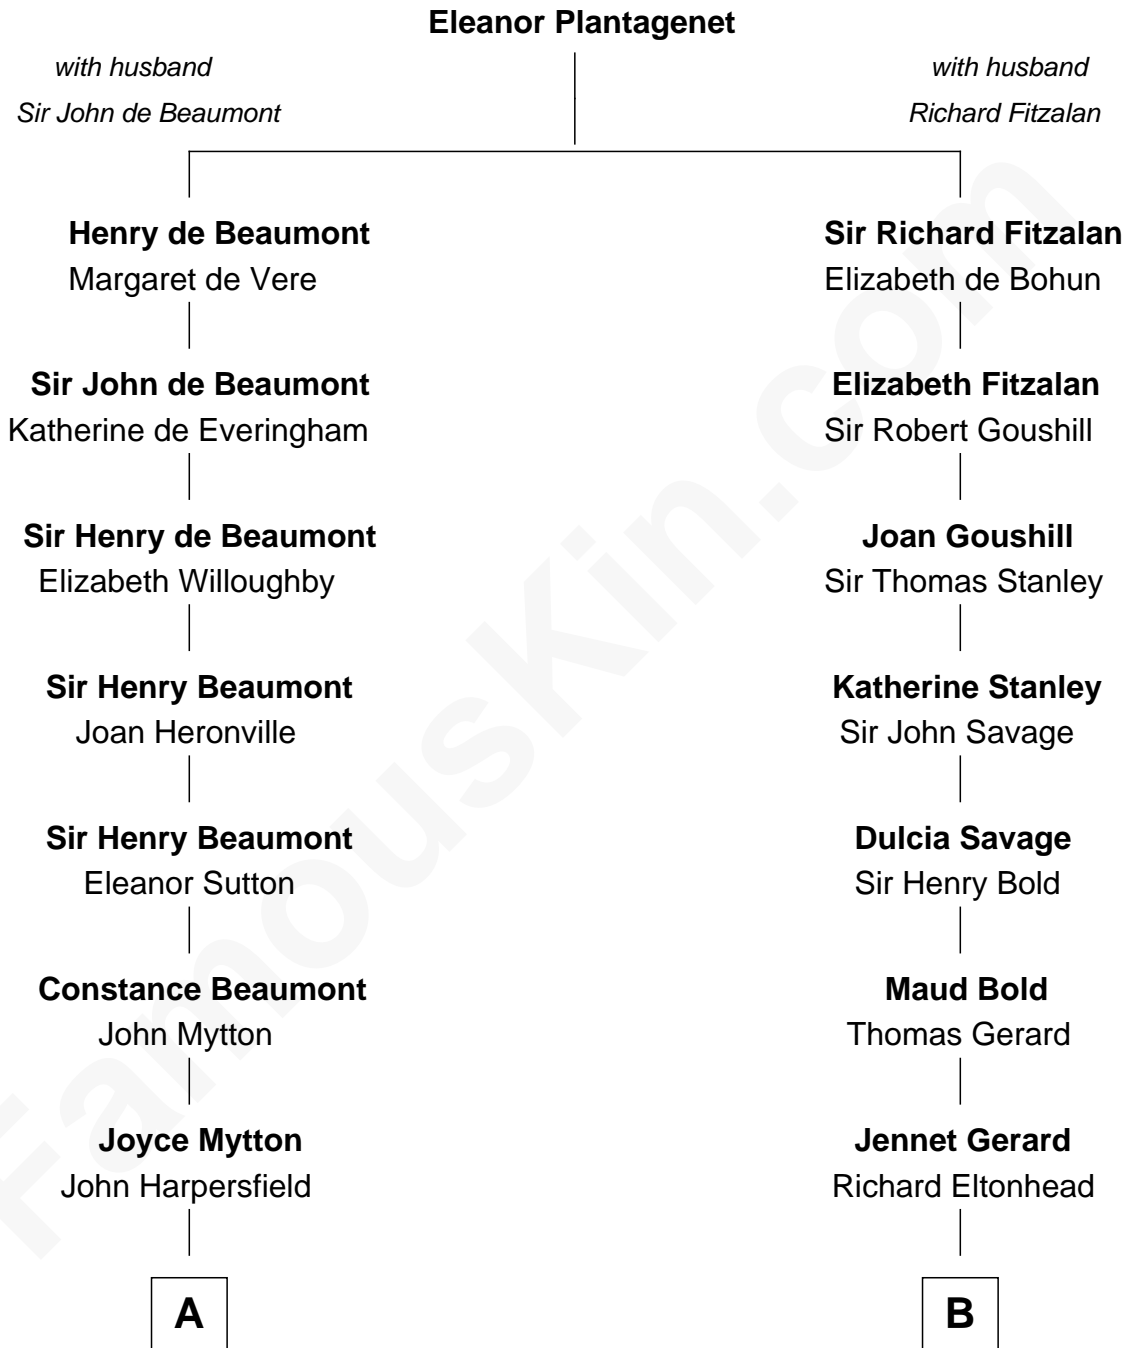 Eleanor Plantagenet
with husband
Sir John de Beaumont
with husband
Richard Fitzalan
Henry de Beaumont
Margaret de Vere
Sir Richard Fitzalan
Elizabeth de Bohun
Sir John de Beaumont
Katherine de Everingham
Elizabeth Fitzalan
Sir Robert Goushill
Sir Henry de Beaumont
Elizabeth Willoughby
Joan Goushill
Sir Thomas Stanley
Sir Henry Beaumont
Joan Heronville
Katherine Stanley
Sir John Savage
Sir Henry Beaumont
Eleanor Sutton
Dulcia Savage
Sir Henry Bold
Constance Beaumont
John Mytton
Maud Bold
Thomas Gerard
Joyce Mytton
John Harpersfield
Jennet Gerard
Richard Eltonhead
A
B
FamousKin.com